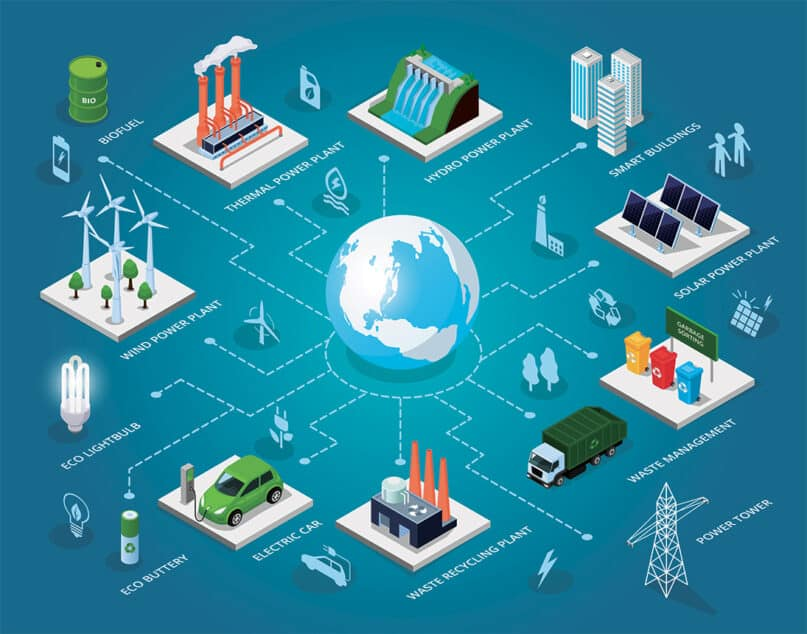 BIO
BIOFUEL
THERMAL POWER PLANT
HYDRO POWER PLANT
SMART BUILDINGS
SOLAR POWER PLANT
WIND POWER PLANT
GARBAGE
SORTING
WASTE MANAGEMENT
ECO LIGHTBULB
ELECTRIC CAR
ECO BUTTERY
WASTE RECYCLING PLANT
POWER TOWER